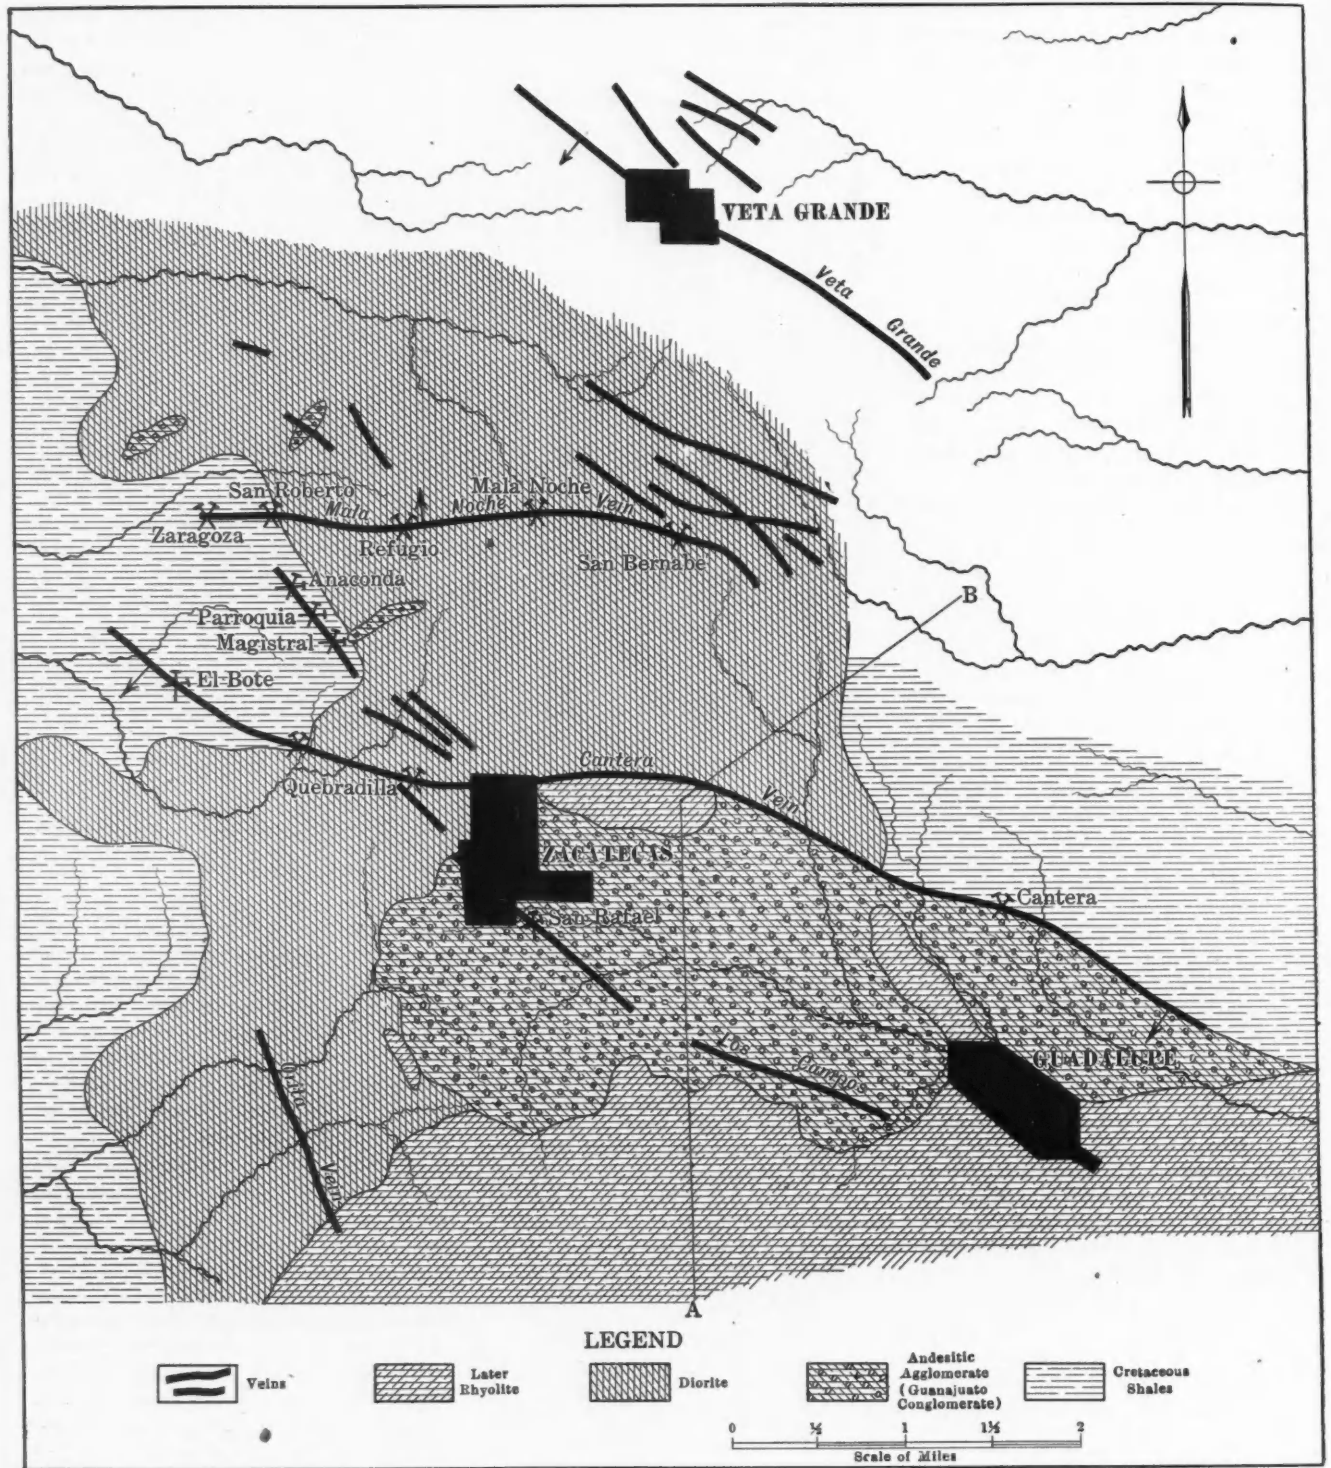 VETA GRANDE
Veta
Grande
San Roberto
Mala Noche
Mala
Noche
Vein
Zaragoza
Refugio
San Bernabe
Anaconda
B
Parroquia
Magistral
El Bote
Cantera
Quebradilla
Vein
ZACATECAS
Cantera
San Rafael
Los
Campos
GUADALUPE
Vein
A
LEGEND
Veins
Later
Rhyolite
Diorite
Andesitic
Agglomerate
(Guanajuato
Conglomerate)
Cretaceous
Shales
0 ½ 1 1½ 2
Scale of Miles